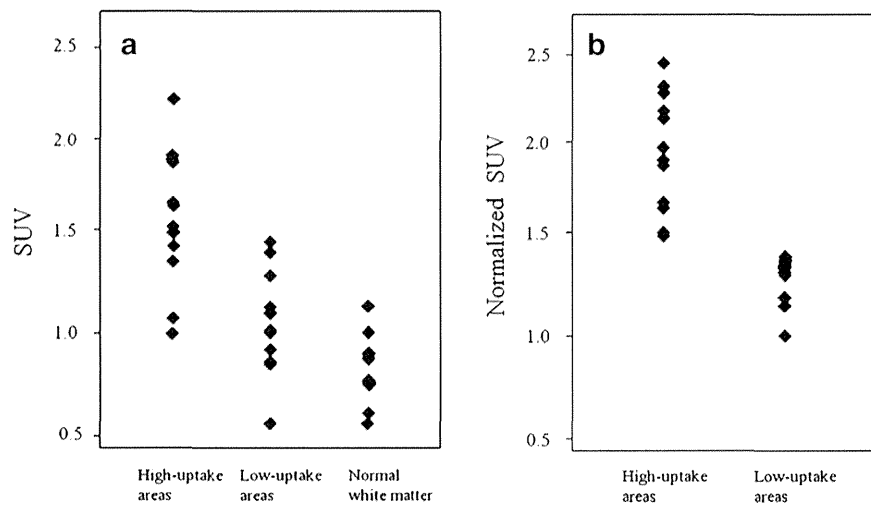 a
2.5
2.0
1.5
1.0
0.5
SUV
High-uptake areas
Low-uptake areas
Normal white matter
b
2.5
2.0
1.5
1.0
0.5
Normalized SUV
High-uptake areas
Low-uptake areas